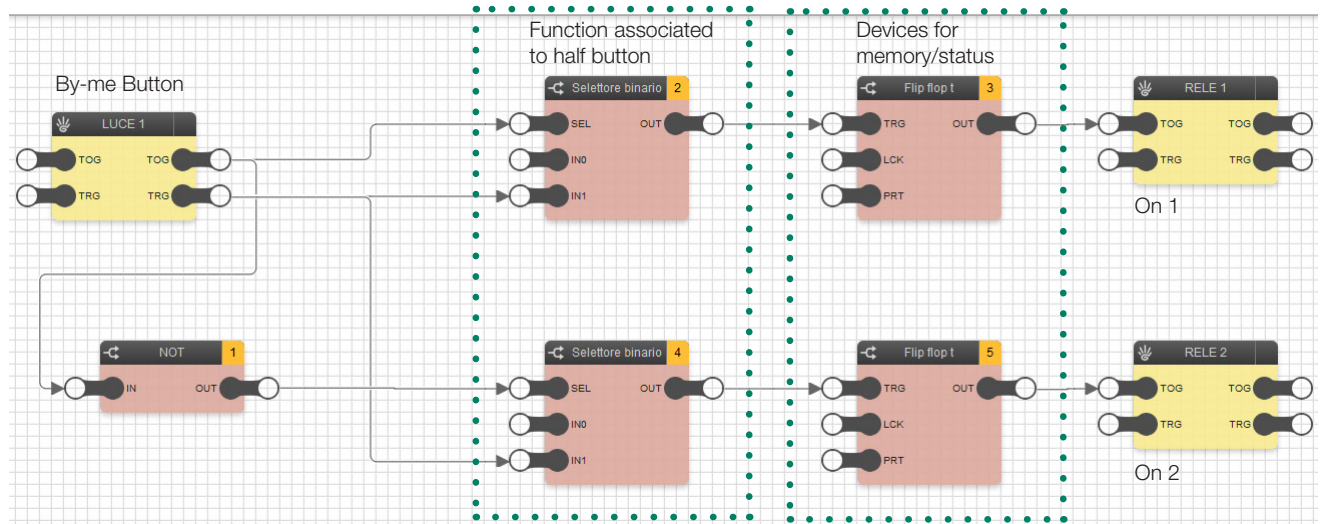 Function associated
to half button
Devices for
memory/status
By-me Button
LUCE 1
TOG TOG
TRG TRG
Selettore binario 2
SEL OUT
IN0
IN1
Flip flop t 3
TRG OUT
LCK
PRT
RELE 1
TOG TOG
TRG TRG
On 1
NOT 1
IN OUT
Selettore binario 4
SEL OUT
IN0
IN1
Flip flop t 5
TRG OUT
LCK
PRT
RELE 2
TOG TOG
TRG TRG
On 2